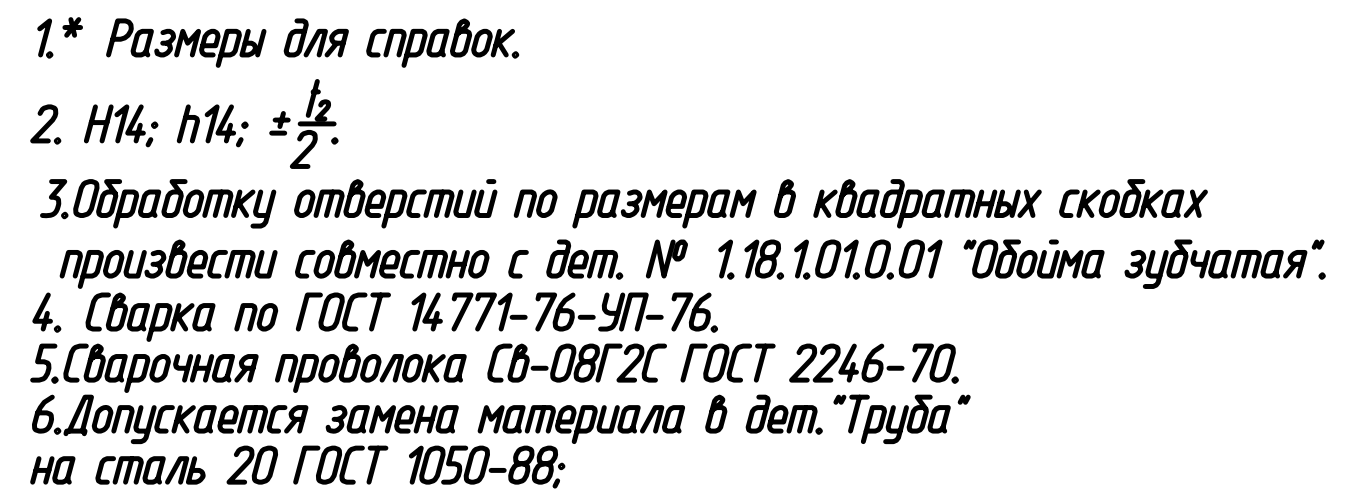 1.* Размеры для справок.
2. H14; h14; ±t₂/2.
3.Обработку отверстий по размерам в квадратных скобках
произвести совместно с дет. № 1.18.1.01.0.01 "Обойма зубчатая".
4. Сварка по ГОСТ 14771-76-УП-76.
5.Сварочная проволока Св-08Г2С ГОСТ 2246-70.
6.Допускается замена материала в дет."Труба"
на сталь 20 ГОСТ 1050-88;